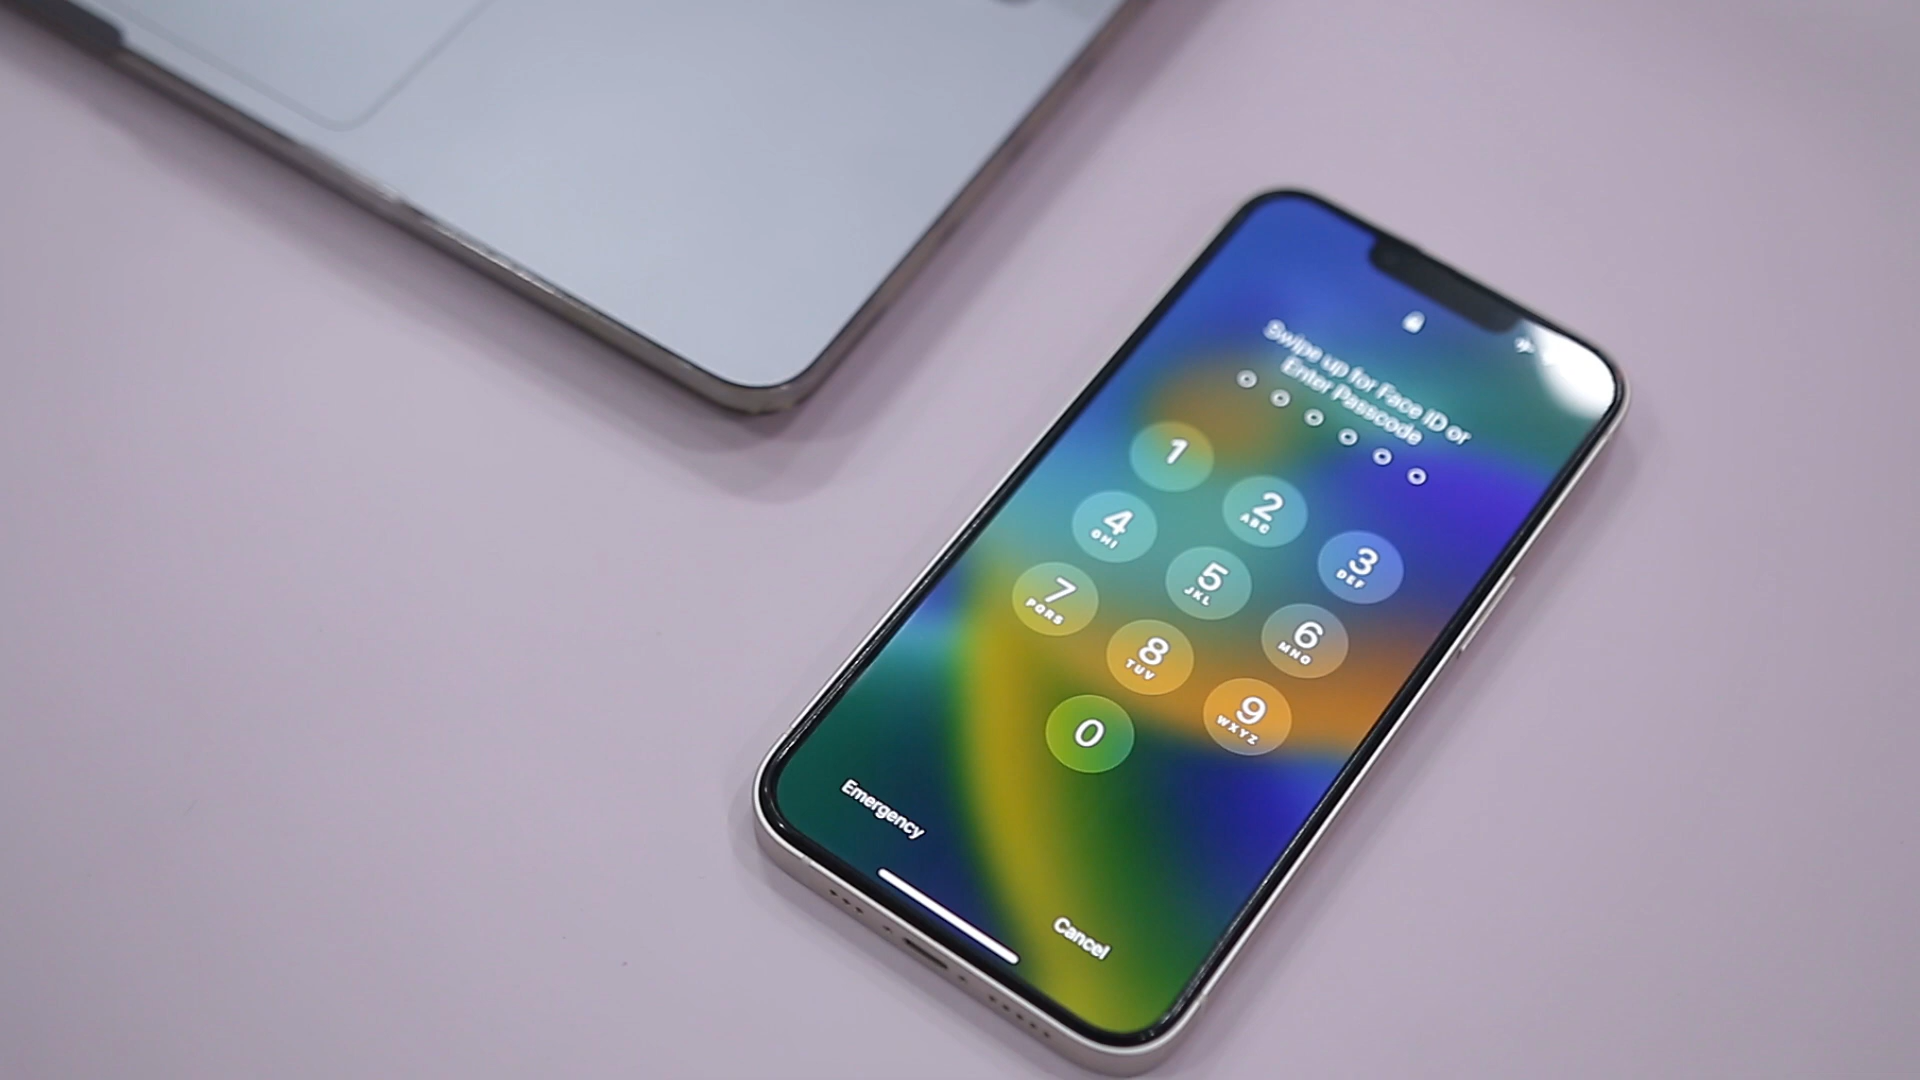 Swipe up for Face ID or
Enter Passcode
1
2
ABC
3
DEF
4
GHI
5
JKL
6
MNO
7
PQRS
8
TUV
9
WXYZ
0
Emergency
Cancel